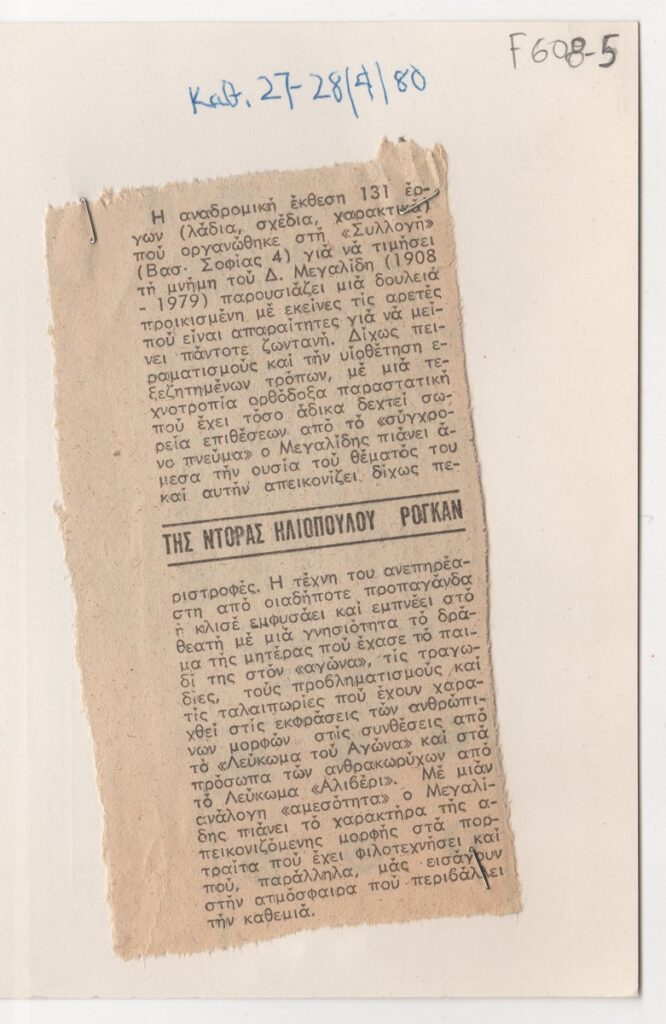 F608-5
Καθ. 27-28/4/80
Η αναδρομική έκθεση 131 έρ-
γων (λάδια, σχέδια, χαρακτικά)
πού οργανώθηκε στή «Συλλογή»
(Βασ. Σοφίας 4) γιά νά τιμήσει
τή μνήμη τού Δ. Μεγαλίδη (1908
- 1979) παρουσιάζει μιά δουλειά
προικισμένη μέ εκείνες τίς αρετές
πού είναι απαραίτητες γιά νά μεί-
νει πάντοτε ζωντανή. Δίχως πει-
ραματισμούς καί τήν υίοθέτηση ε-
ξεζητημένων τρόπων, μέ μιά τε-
χνοτροπία ορθόδοξα παραστατική
πού έχει τόσο άδικα δεχτεί σω-
ρεία επιθέσεων από τό «σύγχρο-
νο πνεύμα» ο Μεγαλίδης πιάνει ά-
μεσα τήν ουσία τού θέματός του
καί αυτήν απεικονίζει δίχως πε-
ΤΗΣ ΝΤΟΡΑΣ ΗΛΙΟΠΟΥΛΟΥ ΡΟΓΚΑΝ
ριστροφές. Η τέχνη του ανεπηρέα-
στη από οιαδήποτε προπαγάνδα
ή κλισέ εμφυσάει καί εμπνέει στό
θεατή μέ μιά γνησιότητα τό δρά-
μα τής μητέρας πού έχασε τό παι-
δί της στόν «αγώνα», τίς τραγω-
δίες, τούς προβληματισμούς καί
τίς ταλαιπωρίες πού έχουν χαρα-
χθεί στίς εκφράσεις τών ανθρώπι-
νων μορφών στίς συνθέσεις από
τό «Λεύκωμα τού Αγώνα» καί στά
πρόσωπα τών ανθρακωρύχων από
τό Λεύκωμα «Αλιβέρι». Μέ μιάν
ανάλογη «αμεσότητα» ο Μεγαλί-
δης πιάνει τό χαρακτήρα τής α-
πεικονιζόμενης μορφής στά πορ-
τραίτα πού έχει φιλοτεχνήσει καί
πού, παράλληλα, μάς εισάγουν
στήν ατμόσφαιρα πού περιβάλλει
τήν καθεμιά.